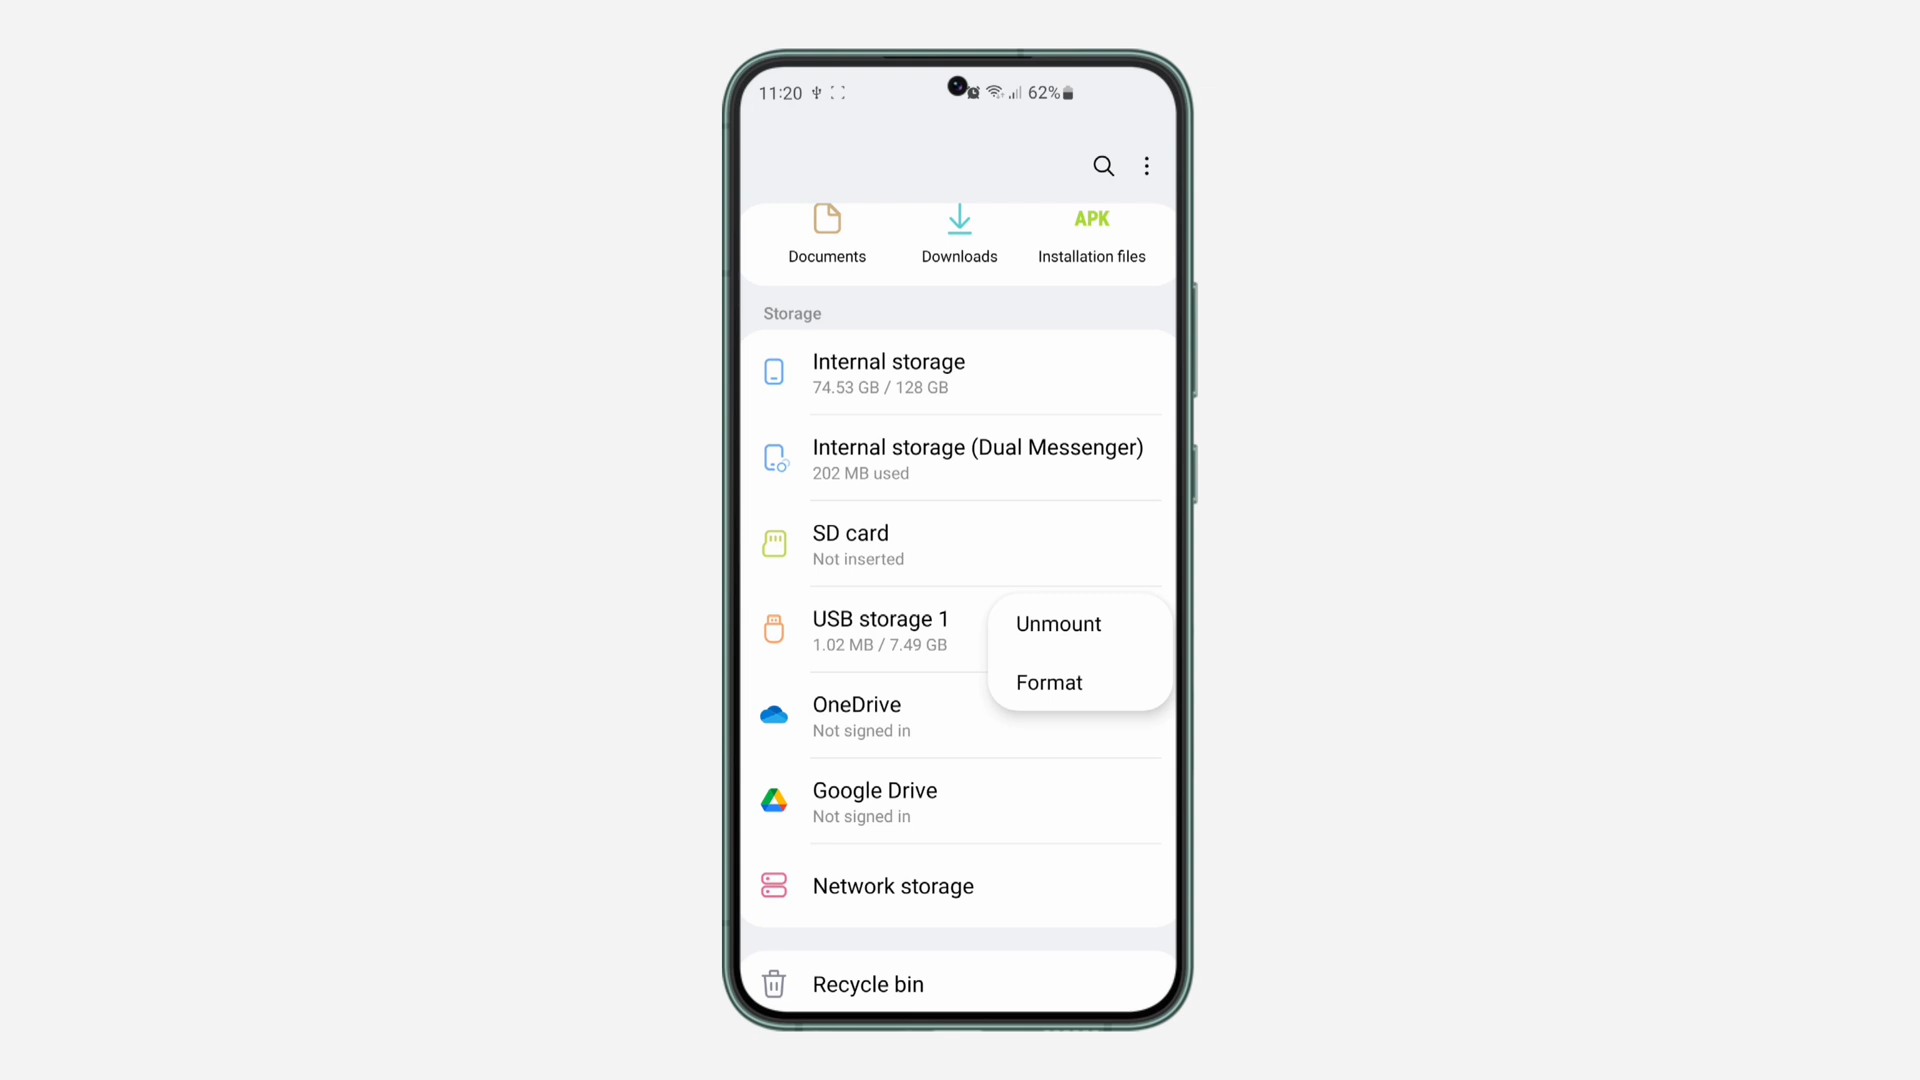 11:20
62%
Documents
Downloads
APK
Installation files
Storage
Internal storage
74.53 GB / 128 GB
Internal storage (Dual Messenger)
202 MB used
SD card
Not inserted
USB storage 1
1.02 MB / 7.49 GB
Unmount
Format
OneDrive
Not signed in
Google Drive
Not signed in
Network storage
Recycle bin